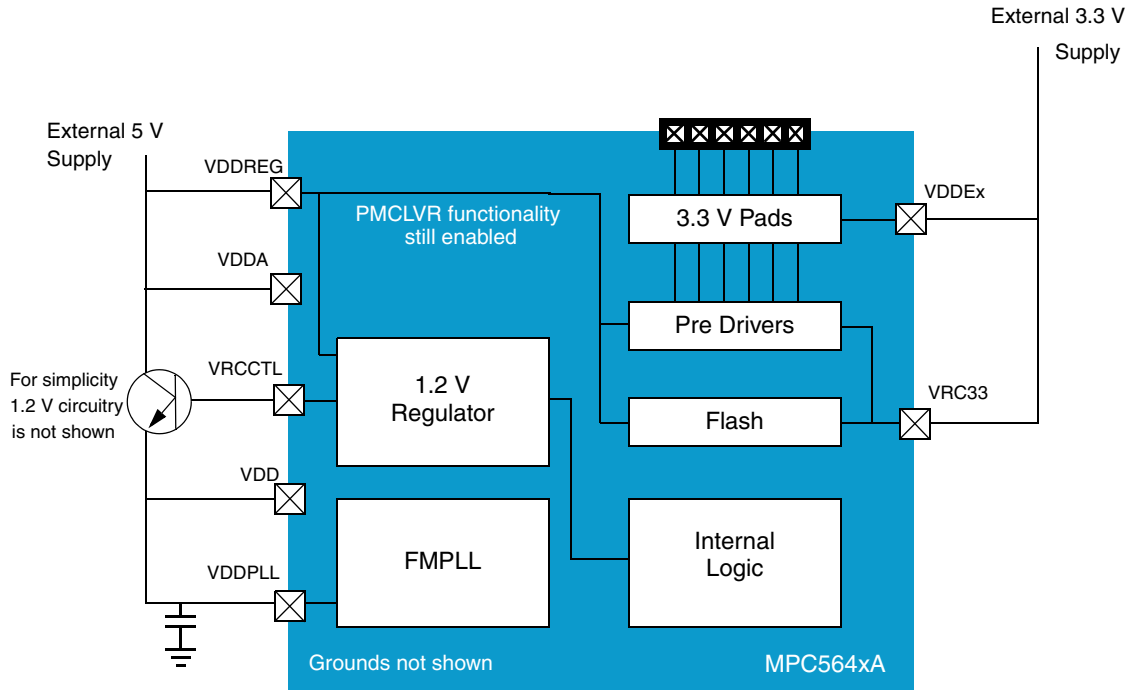 External 3.3 V
Supply
External 5 V
Supply
VDDREG
PMCLVR functionality
still enabled
3.3 V Pads
VDDEx
VDDA
Pre Drivers
For simplicity
1.2 V circuitry
is not shown
VRCCTL
1.2 V
Regulator
Flash
VRC33
VDD
FMPLL
Internal
Logic
VDDPLL
Grounds not shown
MPC564xA